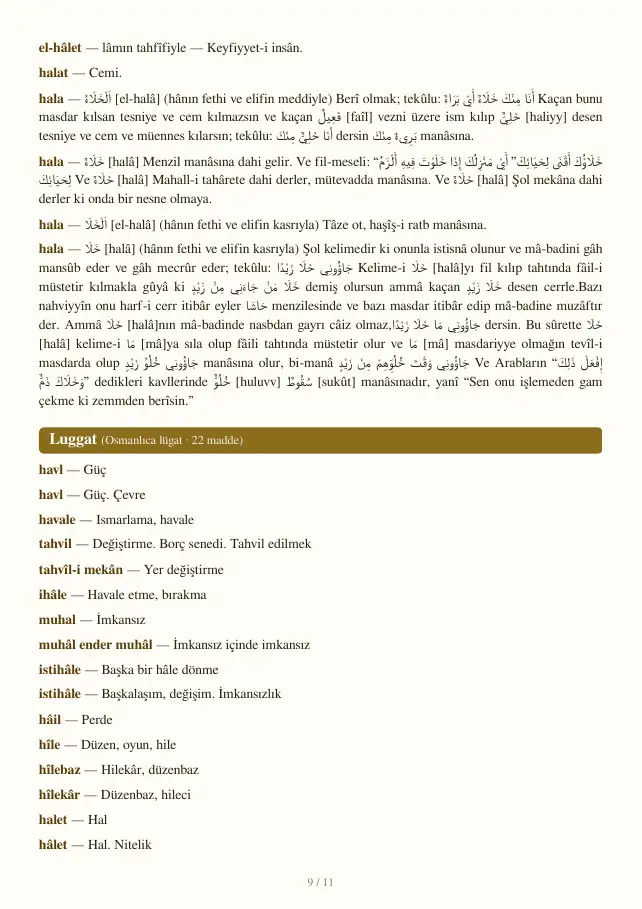 el-hâlet — lâmın tahfîfiyle — Keyfiyyet-i insân.
halat — Cemi.
hala — اَلْخَلَاءُ [el-halâ] (hânın fethi ve elifin meddiyle) Berî olmak; tekûlu: أَنَا مِنْكَ خَلَاءٌ أَيْ بَرَاءٌ Kaçan bunu
masdar kılsan tesniye ve cem kılmazsın ve kaçan فَعِيلٌ [faîl] vezni üzere ism kılıp خَلِيٌّ [haliyy] desen
tesniye ve cem ve müennes kılarsın; tekûlu: أَنَا خَلِيٌّ مِنْكَ dersin بَرِيءٌ مِنْكَ manâsına.
hala — خَلَاءٌ [halâ] Menzil manâsına dahi gelir. Ve fil-meseli: “خَلَاؤُكَ أَقْنَى لِحَيَائِكَ” أَيْ مَنْزِلُكَ إِذَا خَلَوْتَ فِيهِ أَلْزَمُ
لِحَيَائِكَ Ve خَلَاءٌ [halâ] Mahall-i tahârete dahi derler, mütevadda manâsına. Ve خَلَاءٌ [halâ] Şol mekâna dahi
derler ki onda bir nesne olmaya.
hala — اَلْخَلَا [el-halâ] (hânın fethi ve elifin kasrıyla) Tâze ot, haşîş-i ratb manâsına.
hala — خَلَا [halâ] (hânın fethi ve elifin kasrıyla) Şol kelimedir ki onunla istisnâ olunur ve mâ-badini gâh
mansûb eder ve gâh mecrûr eder; tekûlu: جَاؤُونِي خَلَا زَيْدًا Kelime-i خَلَا [halâ]yı fil kılıp tahtında fâil-i
müstetir kılmakla gûyâ ki خَلَا مَنْ جَاءَنِي مِنْ زَيْدٍ demiş olursun ammâ kaçan خَلَا زَيْدٍ desen cerrle.Bazı
nahviyyîn onu harf-i cerr itibâr eyler حَاشَا menzilesinde ve bazı masdar itibâr edip mâ-badine muzâftır
der. Ammâ خَلَا [halâ]nın mâ-badinde nasbdan gayrı câiz olmaz,جَاؤُونِي مَا خَلَا زَيْدًا dersin. Bu sûrette خَلَا
[halâ] kelime-i مَا [mâ]ya sıla olup fâili tahtında müstetir olur ve مَا [mâ] masdariyye olmağın tevîl-i
masdarda olup جَاؤُونِي خُلُوَّ زَيْدٍ manâsına olur, bi-manâ جَاؤُونِي وَقْتَ خُلُوِّهِمْ مِنْ زَيْدٍ Ve Arabların “إِفْعَلْ ذَلِكَ
وَخَلَاكَ ذَمٌّ” dedikleri kavllerinde خُلُوٌّ [huluvv] سُقُوطٌ [sukût] manâsınadır, yanî “Sen onu işlemeden gam
çekme ki zemmden berîsin.”
Luggat (Osmanlıca lügat · 22 madde)
havl — Güç
havl — Güç. Çevre
havale — Ismarlama, havale
tahvil — Değiştirme. Borç senedi. Tahvil edilmek
tahvîl-i mekân — Yer değiştirme
ihâle — Havale etme, bırakma
muhal — İmkansız
muhâl ender muhâl — İmkansız içinde imkansız
istihâle — Başka bir hâle dönme
istihâle — Başkalaşım, değişim. İmkansızlık
hâil — Perde
hîle — Düzen, oyun, hile
hîlebaz — Hilekâr, düzenbaz
hîlekâr — Düzenbaz, hileci
halet — Hal
hâlet — Hal. Nitelik
9 / 11